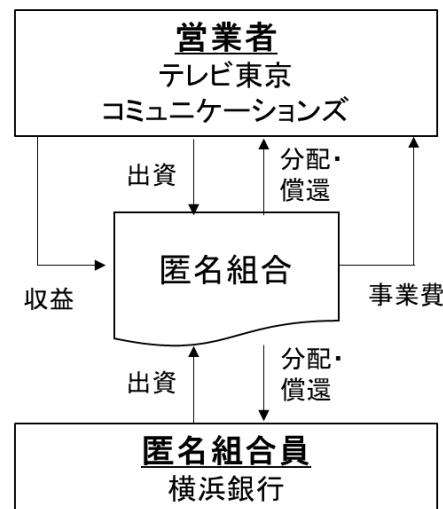 営業者
テレビ東京
コミュニケーションズ
出資
分配・
償還
匿名組合
収益
事業費
出資
分配・
償還
匿名組合員
横浜銀行